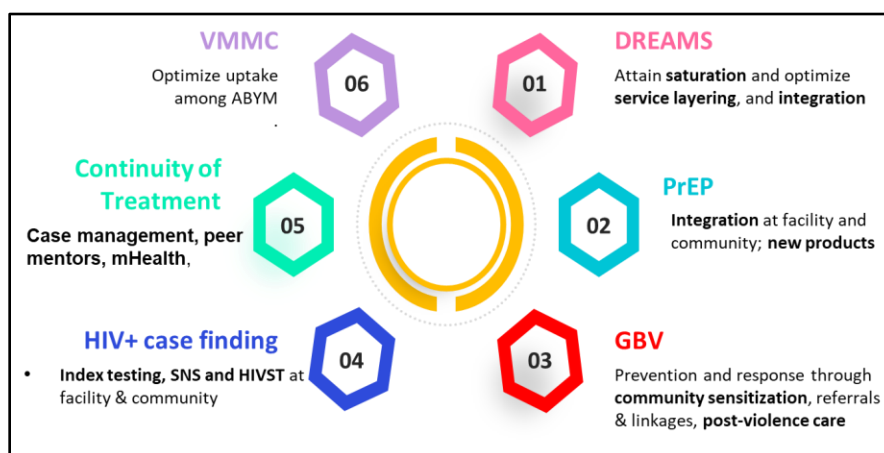 DREAMS
01
Attain saturation and optimize
service layering, and integration
PrEP
02
Integration at facility and
community; new products
GBV
03
Prevention and response through
community sensitization, referrals
& linkages, post-violence care
HIV+ case finding
04
• Index testing, SNS and HIVST at
facility & community
Continuity of
Treatment
05
Case management, peer
mentors, mHealth,
VMMC
06
Optimize uptake
among ABYM
.